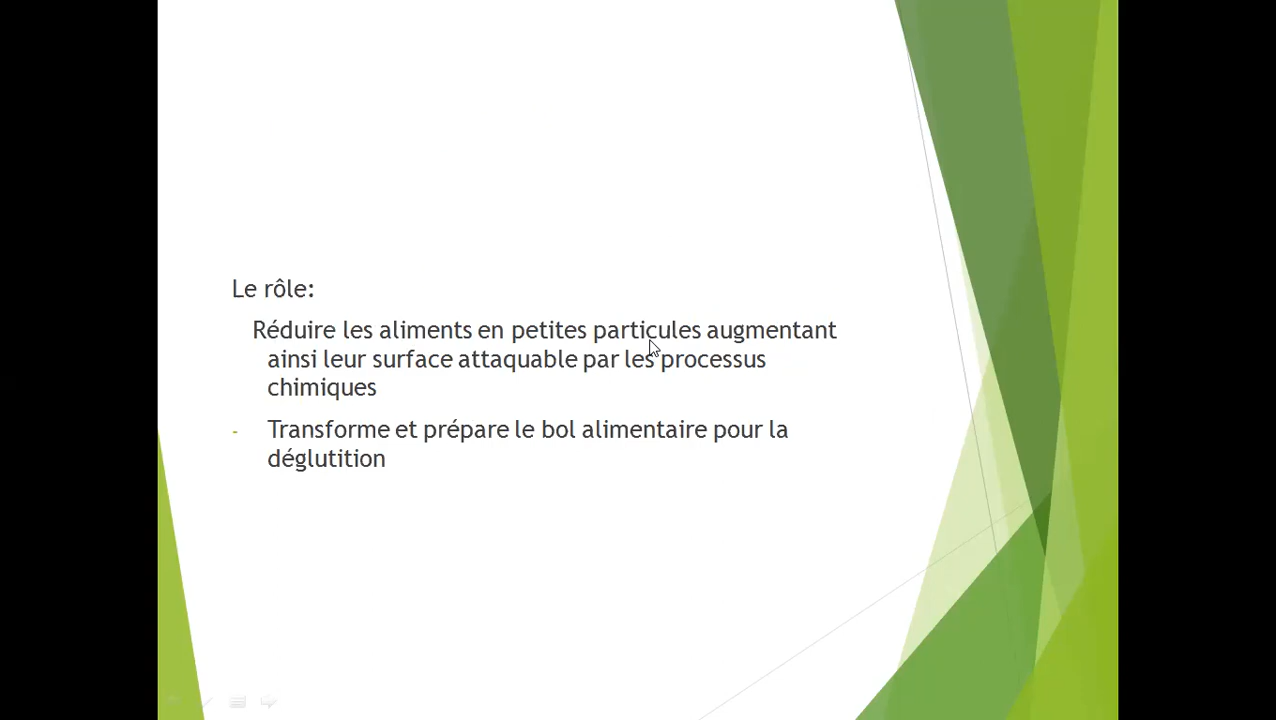 Le rôle:
Réduire les aliments en petites particules augmentant
ainsi leur surface attaquable par les processus
chimiques
- Transforme et prépare le bol alimentaire pour la
déglutition